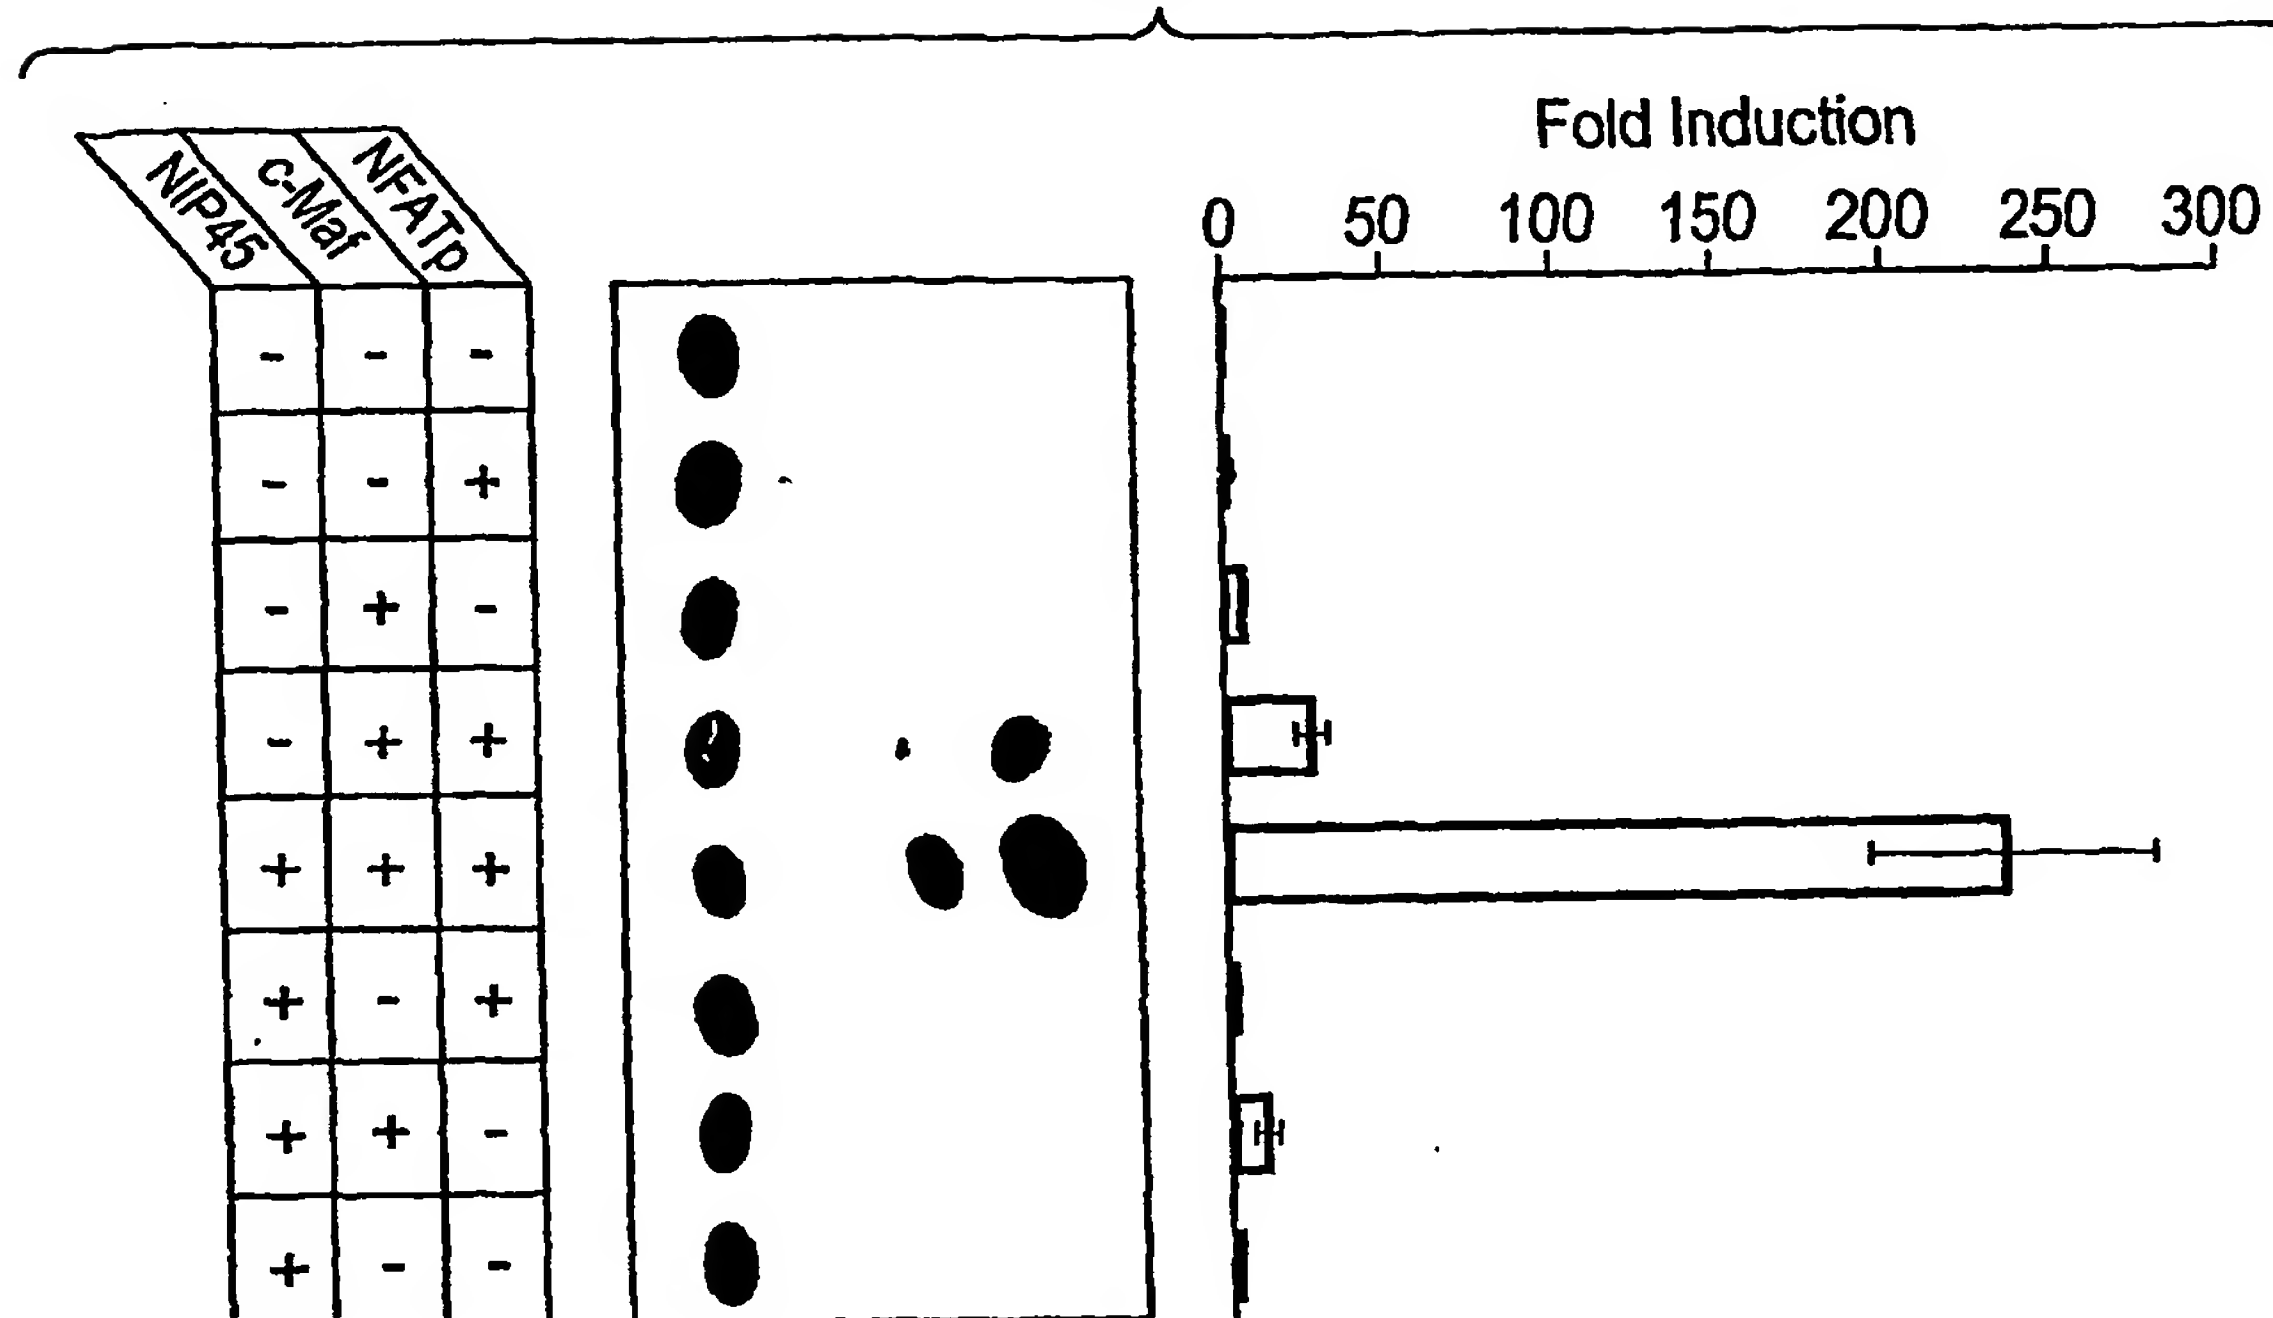 Fold Induction
0 50 100 150 200 250 300
NIP45 c-Maf NFATp
- - -
- - +
- + -
- + +
+ + +
+ - +
+ + -
+ - -